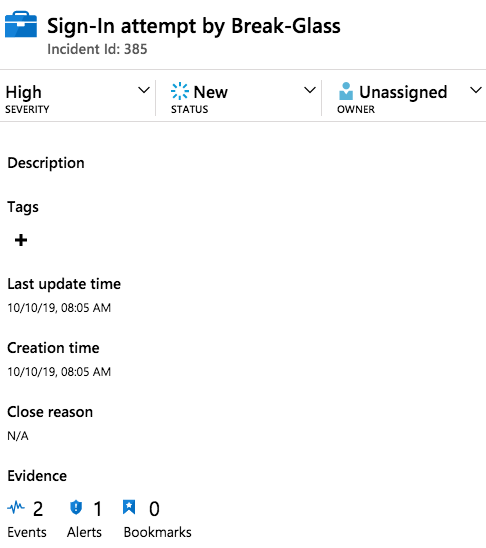 Sign-In attempt by Break-Glass
Incident Id: 385
High New Unassigned
SEVERITY STATUS OWNER
Description
Tags
Last update time
10/10/19, 08:05 AM
Creation time
10/10/19, 08:05 AM
Close reason
N/A
Evidence
2 1 0
Events Alerts Bookmarks